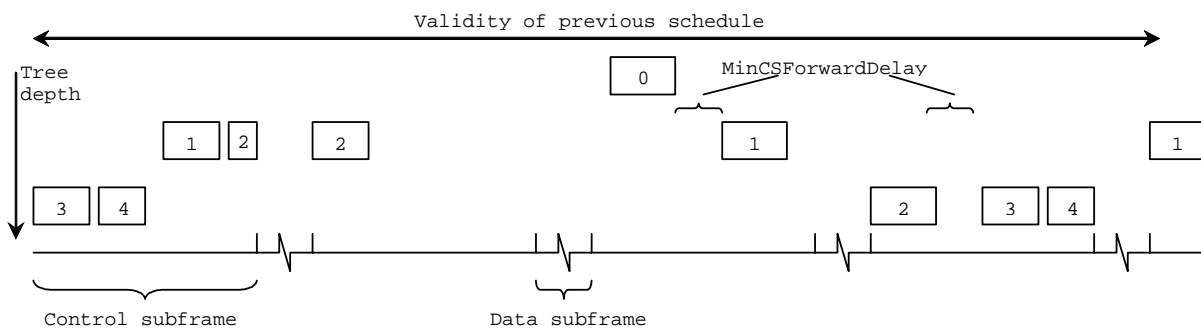 Validity of previous schedule
Tree
depth
0
MinCSForwardDelay
1 2 2 1 1
3 4 2 3 4
Control subframe Data subframe